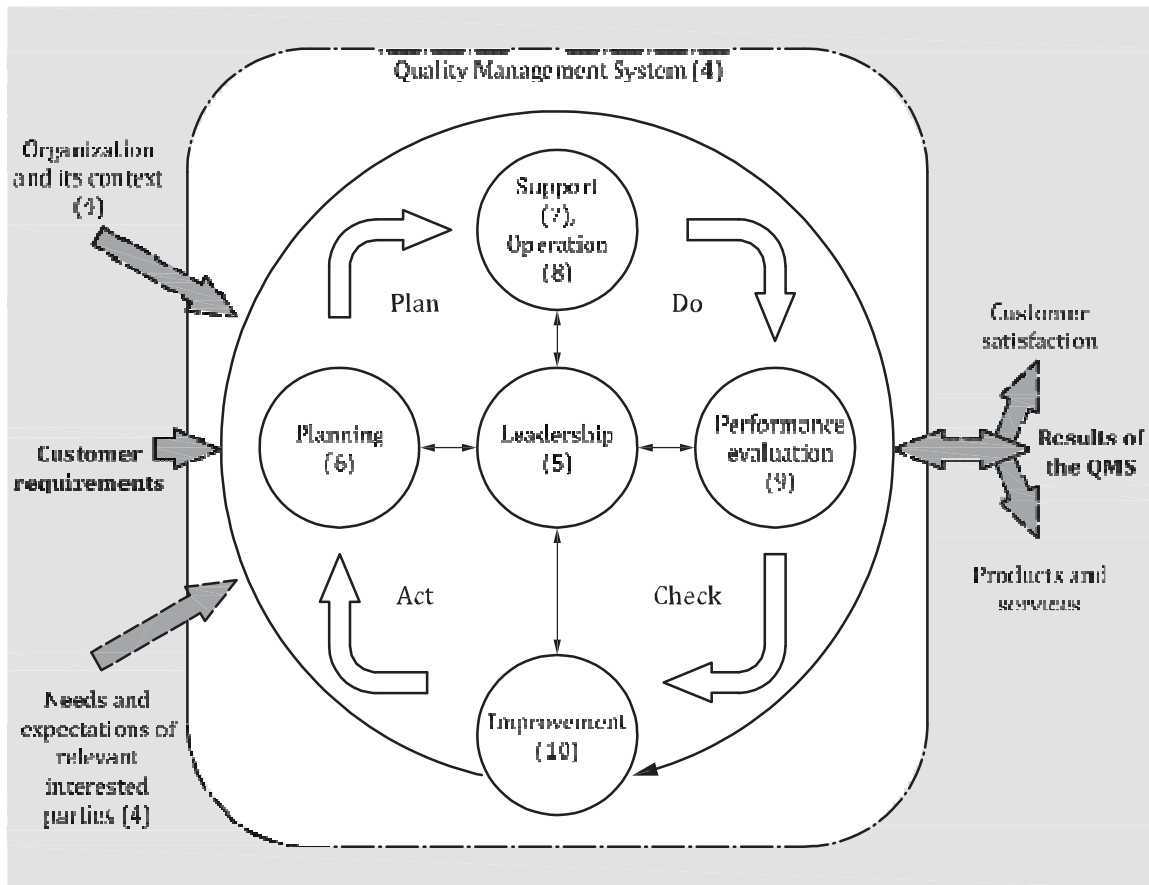 Quality Management System (4)
Organization
and its context
(4)
Support
(7),
Operation
(8)
Plan
Do
Customer
satisfaction
Planning
(6)
Leadership
(5)
Performance
evaluation
(9)
Customer
requirements
Results of
the QMS
Act
Check
Products and
services
Needs and
expectations of
relevant
interested
parties (4)
Improvement
(10)